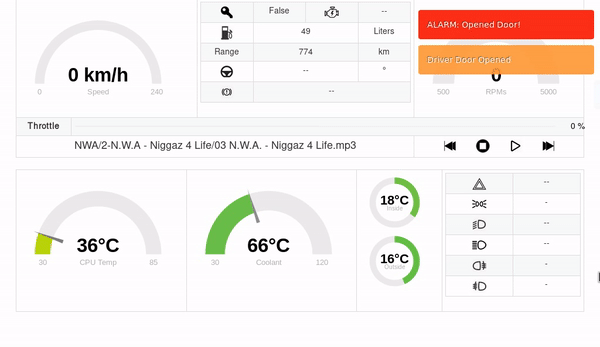 False
--
ALARM: Opened Door!
49
Liters
Driver Door Opened
Range
774
km
0 km/h
0
--
°
0
Speed
240
--
500
RPMs
5000
Throttle
0 %
NWA/2-N.W.A - Niggaz 4 Life/03 N.W.A. - Niggaz 4 Life.mp3
--
18°C
Inside
-
--
36°C
66°C
--
30
CPU Temp
85
30
Coolant
120
16°C
Outside
-
-